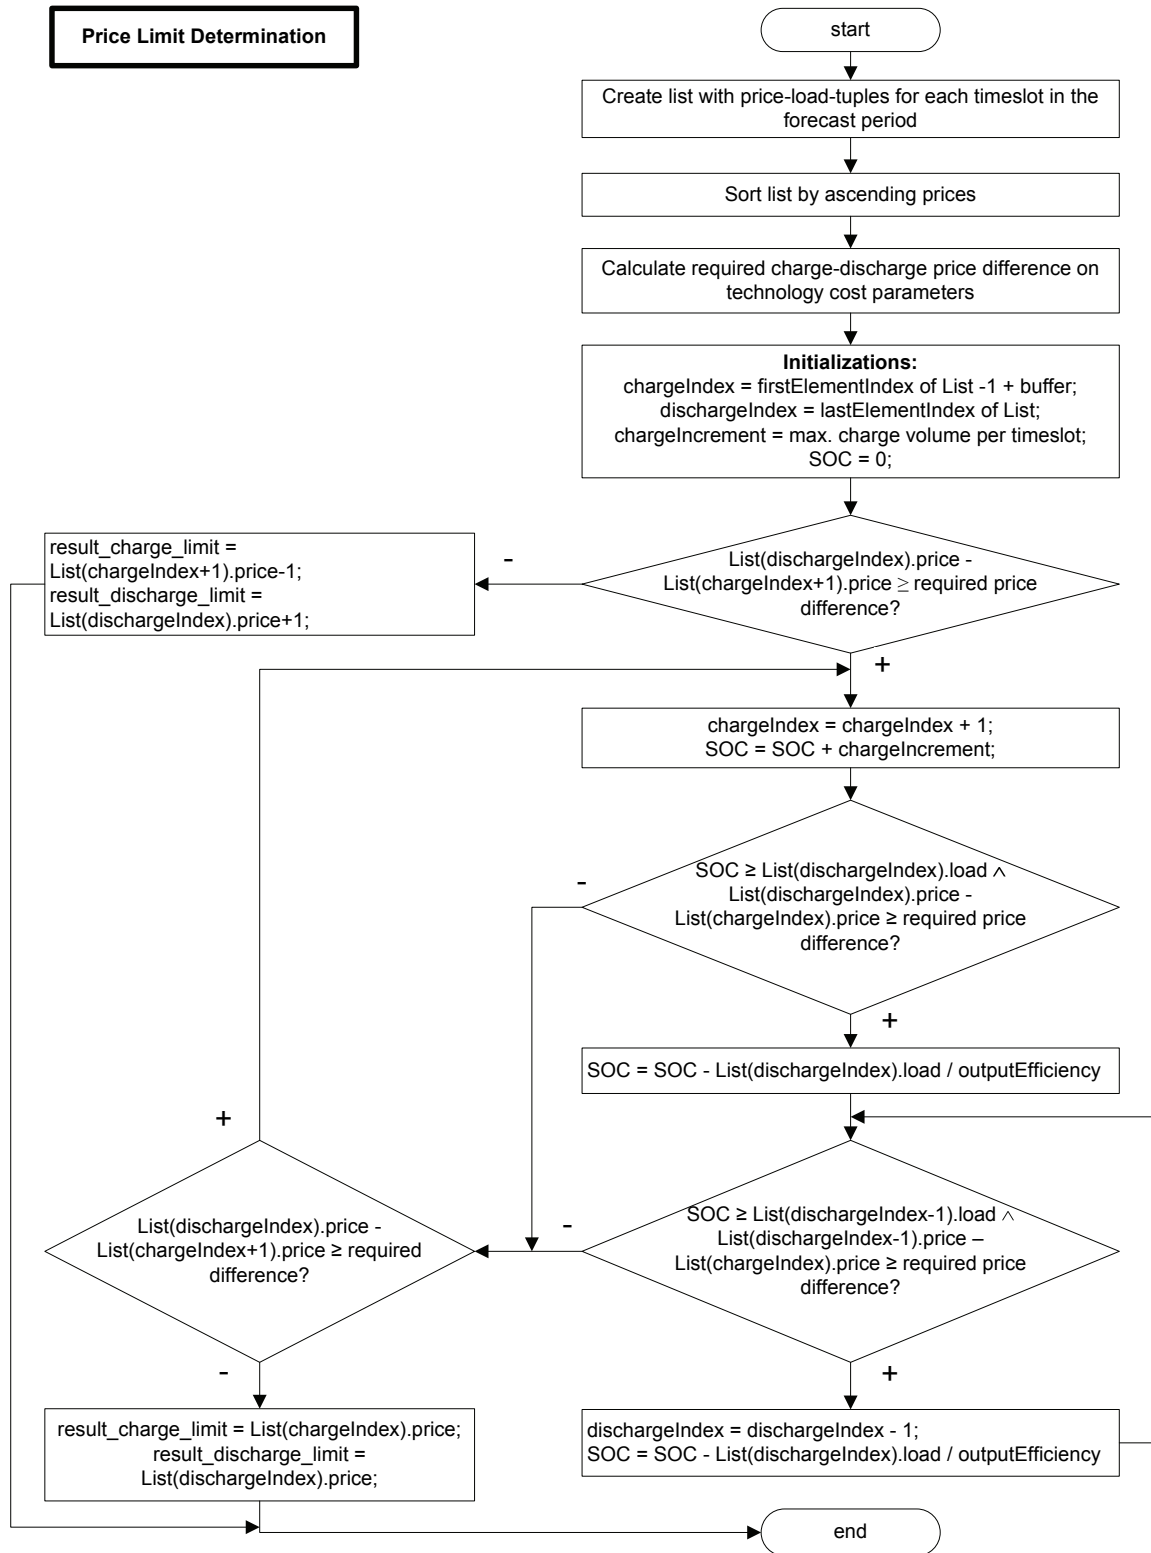 Price Limit Determination
start
Create list with price-load-tuples for each timeslot in the
forecast period
Sort list by ascending prices
Calculate required charge-discharge price difference on
technology cost parameters
Initializations:
chargeIndex = firstElementIndex of List -1 + buffer;
dischargeIndex = lastElementIndex of List;
chargeIncrement = max. charge volume per timeslot;
SOC = 0;
List(dischargeIndex).price -
List(chargeIndex+1).price ≥ required price
difference?
-
result_charge_limit =
List(chargeIndex+1).price-1;
result_discharge_limit =
List(dischargeIndex).price+1;
+
chargeIndex = chargeIndex + 1;
SOC = SOC + chargeIncrement;
SOC ≥ List(dischargeIndex).load ∧
List(dischargeIndex).price -
List(chargeIndex).price ≥ required price
difference?
-
+
SOC = SOC - List(dischargeIndex).load / outputEfficiency
SOC ≥ List(dischargeIndex-1).load ∧
List(dischargeIndex-1).price –
List(chargeIndex).price ≥ required price
difference?
-
+
dischargeIndex = dischargeIndex - 1;
SOC = SOC - List(dischargeIndex).load / outputEfficiency
+
List(dischargeIndex).price -
List(chargeIndex+1).price ≥ required
difference?
-
result_charge_limit = List(chargeIndex).price;
result_discharge_limit =
List(dischargeIndex).price;
end